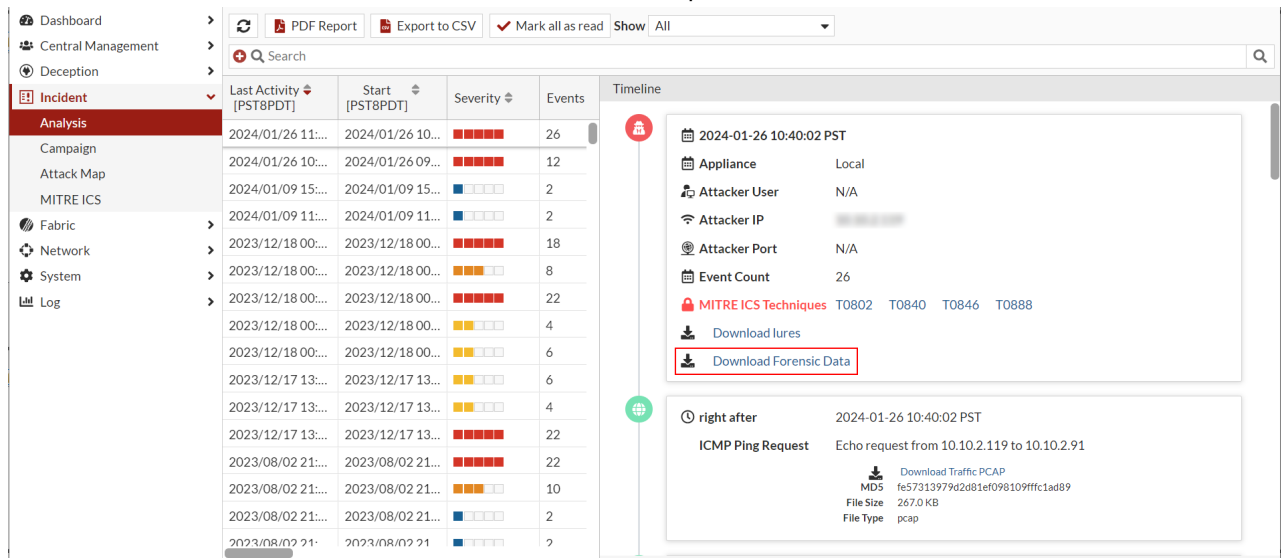 Dashboard
Central Management
Deception
Incident
Analysis
Campaign
Attack Map
MITRE ICS
Fabric
Network
System
Log
PDF Report Export to CSV Mark all as read Show All
Search
Last Activity [PST8PDT] Start [PST8PDT] Severity Events
2024/01/26 11:... 2024/01/26 10... 26
2024/01/26 10:... 2024/01/26 09... 12
2024/01/09 15:... 2024/01/09 15... 2
2024/01/09 11:... 2024/01/09 11... 2
2023/12/18 00:... 2023/12/18 00... 18
2023/12/18 00:... 2023/12/18 00... 8
2023/12/18 00:... 2023/12/18 00... 22
2023/12/18 00:... 2023/12/18 00... 4
2023/12/18 00:... 2023/12/18 00... 6
2023/12/17 13:... 2023/12/17 13... 6
2023/12/17 13:... 2023/12/17 13... 4
2023/12/17 13:... 2023/12/17 13... 22
2023/08/02 21:... 2023/08/02 21... 22
2023/08/02 21:... 2023/08/02 21... 10
2023/08/02 21:... 2023/08/02 21... 2
2023/08/02 21: 2023/08/02 21 2
Timeline
2024-01-26 10:40:02 PST
Appliance Local
Attacker User N/A
Attacker IP
Attacker Port N/A
Event Count 26
MITRE ICS Techniques T0802 T0840 T0846 T0888
Download lures
Download Forensic Data
right after 2024-01-26 10:40:02 PST
ICMP Ping Request Echo request from 10.10.2.119 to 10.10.2.91
Download Traffic PCAP
MD5 fe57313979d2d81ef098109fffc1ad89
File Size 267.0 KB
File Type pcap